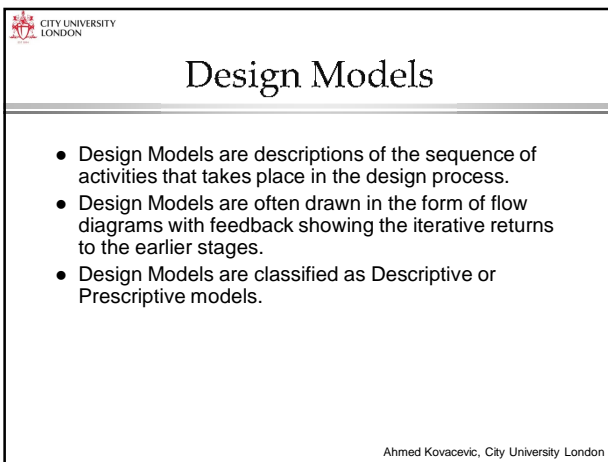 CITY UNIVERSITY
LONDON
Design Models
● Design Models are descriptions of the sequence of
activities that takes place in the design process.
● Design Models are often drawn in the form of flow
diagrams with feedback showing the iterative returns
to the earlier stages.
● Design Models are classified as Descriptive or
Prescriptive models.
Ahmed Kovacevic, City University London